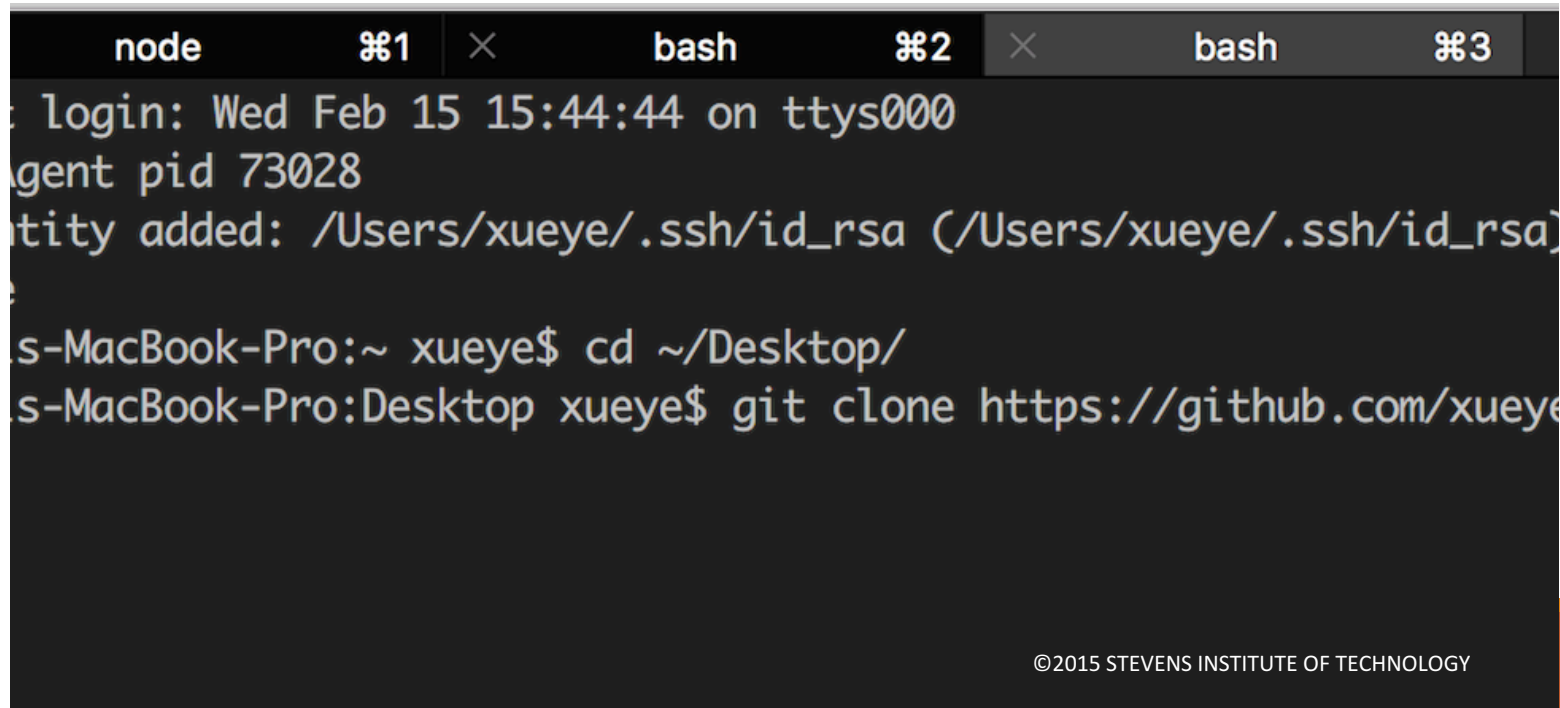 node ⌘1 × bash ⌘2 × bash ⌘3
login: Wed Feb 15 15:44:44 on ttys000
gent pid 73028
tity added: /Users/xueye/.ssh/id_rsa (/Users/xueye/.ssh/id_rsa)
s-MacBook-Pro:~ xueye$ cd ~/Desktop/
s-MacBook-Pro:Desktop xueye$ git clone https://github.com/xueye
©2015 STEVENS INSTITUTE OF TECHNOLOGY